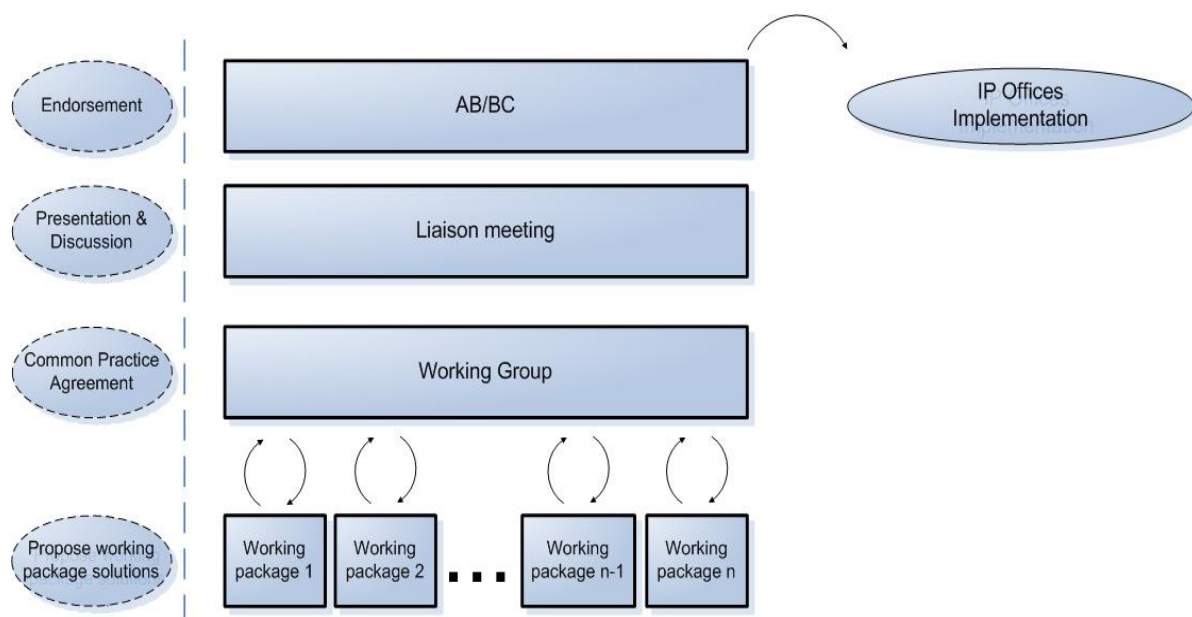 Endorsement
AB/BC
IP Offices
Implementation
Presentation &
Discussion
Liaison meeting
Common Practice
Agreement
Working Group
Propose working
package solutions
Working
package 1
Working
package 2
...
Working
package n-1
Working
package n